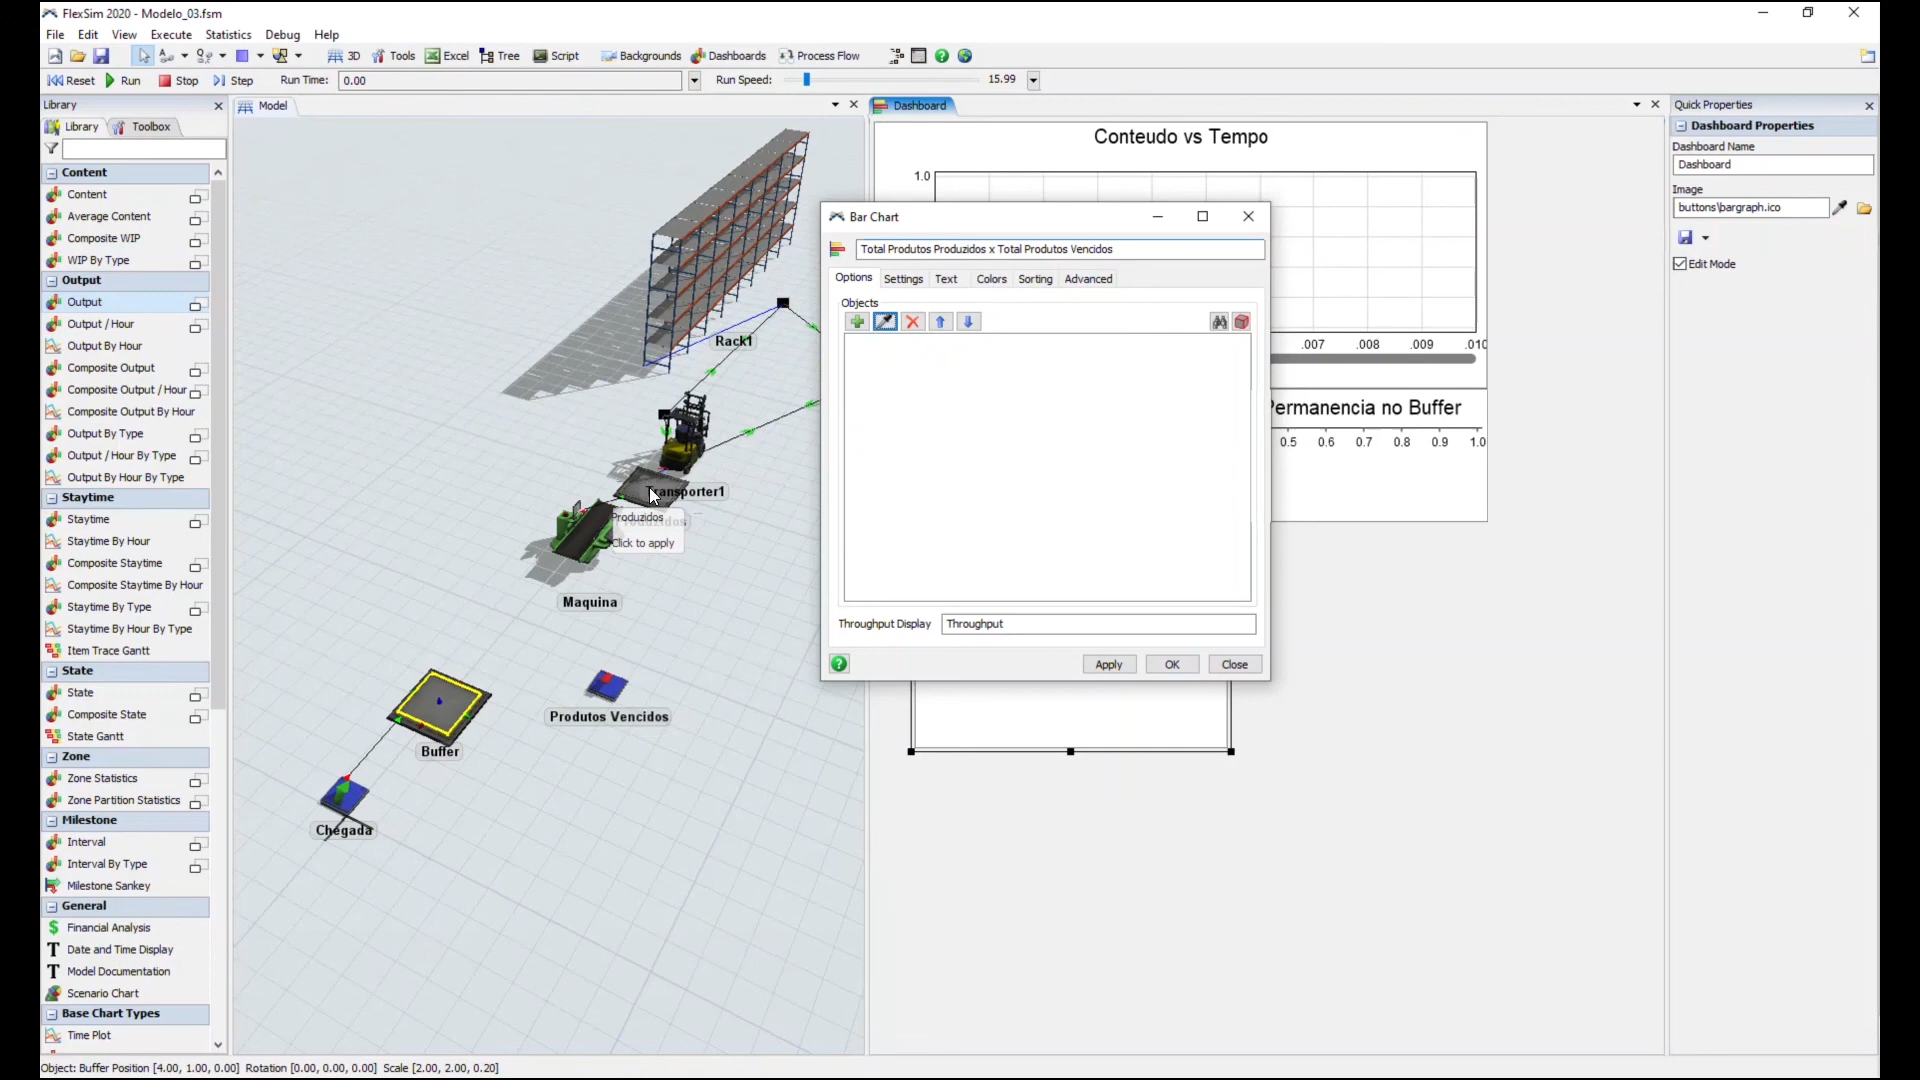 FlexSim 2020 - Modelo_03.fsm
File Edit View Execute Statistics Debug Help
3D Tools Excel Tree Script Backgrounds Dashboards Process Flow
Reset Run Stop Step Run Time: 0.00 Run Speed: 15.99
Library
Library Toolbox
Content
Content
Average Content
Composite WIP
WIP By Type
Output
Output
Output / Hour
Output By Hour
Composite Output
Composite Output / Hour
Composite Output By Hour
Output By Type
Output / Hour By Type
Output By Hour By Type
Staytime
Staytime
Staytime By Hour
Composite Staytime
Composite Staytime By Hour
Staytime By Type
Staytime By Hour By Type
Item Trace Gantt
State
State
Composite State
State Gantt
Zone
Zone Statistics
Zone Partition Statistics
Milestone
Interval
Interval By Type
Milestone Sankey
General
Financial Analysis
Date and Time Display
Model Documentation
Scenario Chart
Base Chart Types
Time Plot
Model
Rack1
Transporter1
Produzidos
Produzidos
Click to apply
Maquina
Produtos Vencidos
Buffer
Chegada
Dashboard
Conteudo vs Tempo
1.0
.007 .008 .009 .010
Permanencia no Buffer
0.5 0.6 0.7 0.8 0.9 1.0
Bar Chart
Total Produtos Produzidos x Total Produtos Vencidos
Options Settings Text Colors Sorting Advanced
Objects
Throughput Display Throughput
Apply OK Close
Quick Properties
Dashboard Properties
Dashboard Name
Dashboard
Image
buttons\bargraph.ico
Edit Mode
Object: Buffer Position [4.00, 1.00, 0.00] Rotation [0.00, 0.00, 0.00] Scale [2.00, 2.00, 0.20]